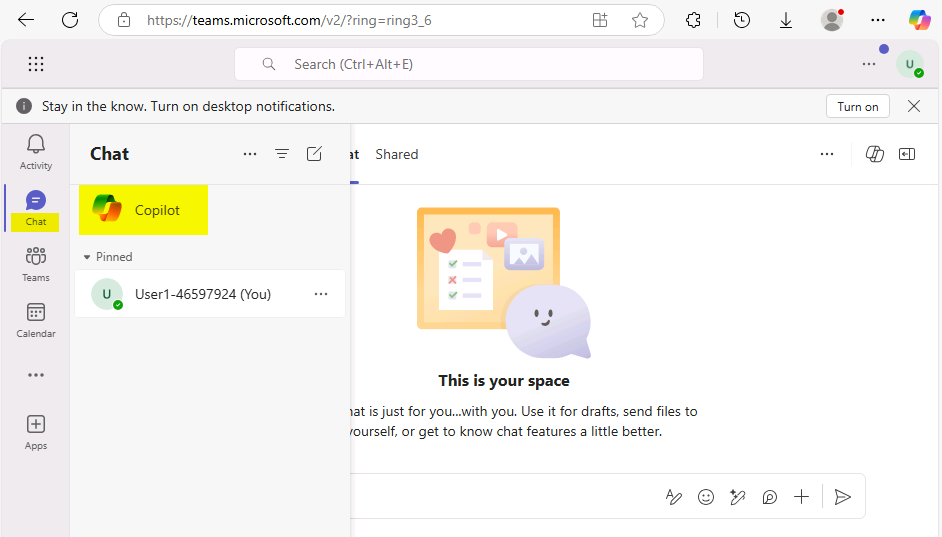 https://teams.microsoft.com/v2/?ring=ring3_6
Search (Ctrl+Alt+E)
U
Stay in the know. Turn on desktop notifications.
Turn on
Activity
Chat
Teams
Calendar
Apps
Chat
Copilot
Pinned
U
User1-46597924 (You)
at
Shared
This is your space
hat is just for you...with you. Use it for drafts, send files to
yourself, or get to know chat features a little better.